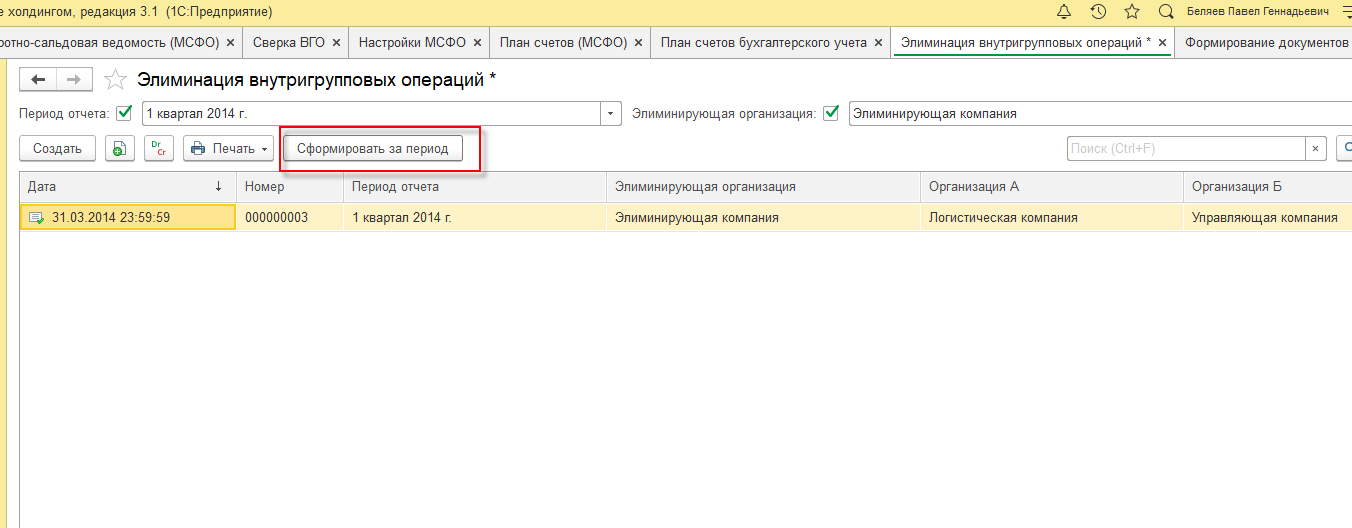 е холдингом, редакция 3.1 (1С:Предприятие) Беляев Павел Геннадьевич
ротно-сальдовая ведомость (МСФО) × Сверка ВГО × Настройки МСФО × План счетов (МСФО) × План счетов бухгалтерского учета × Элиминация внутригрупповых операций * × Формирование документов
Элиминация внутригрупповых операций *
Период отчета: 1 квартал 2014 г. Элиминирующая организация: Элиминирующая компания
Создать Dr Cr Печать Сформировать за период Поиск (Ctrl+F) ×
Дата ↓ Номер Период отчета Элиминирующая организация Организация А Организация Б
31.03.2014 23:59:59 000000003 1 квартал 2014 г. Элиминирующая компания Логистическая компания Управляющая компания